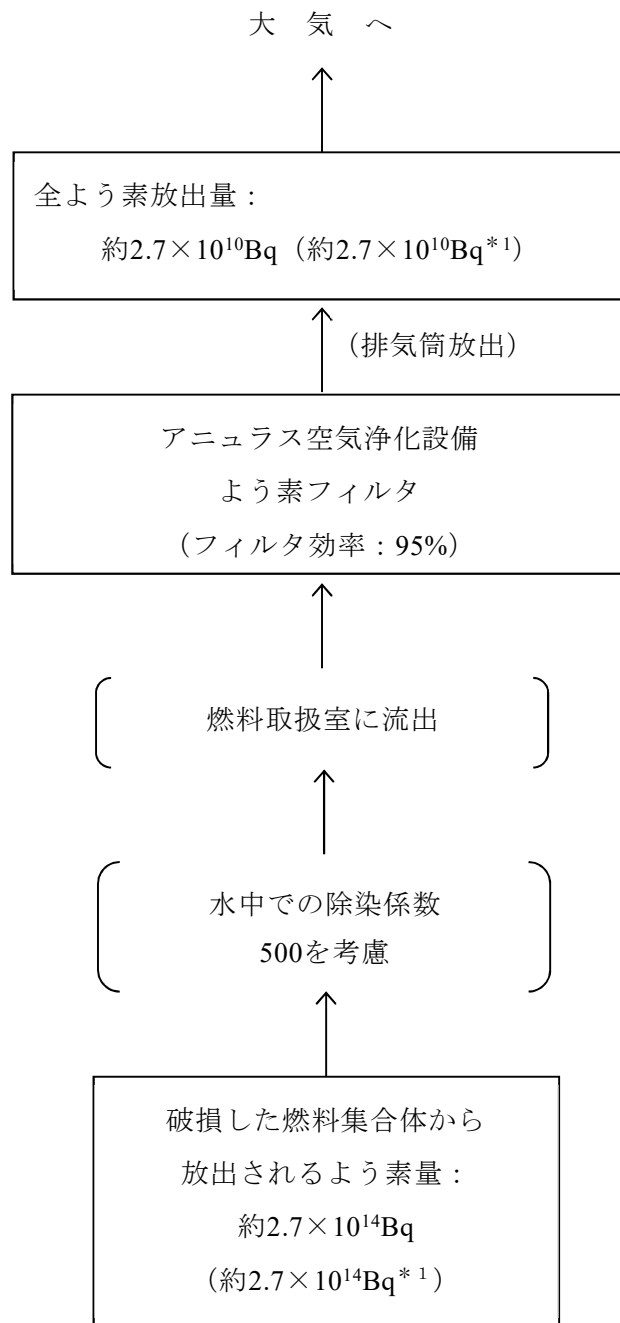 大 気 へ
全よう素放出量：
約2.7×10¹⁰Bq（約2.7×10¹⁰Bq＊¹）
（排気筒放出）
アニュラス空気浄化設備
よう素フィルタ
（フィルタ効率：95%）
燃料取扱室に流出
水中での除染係数
500を考慮
破損した燃料集合体から
放出されるよう素量：
約2.7×10¹⁴Bq
（約2.7×10¹⁴Bq＊¹）